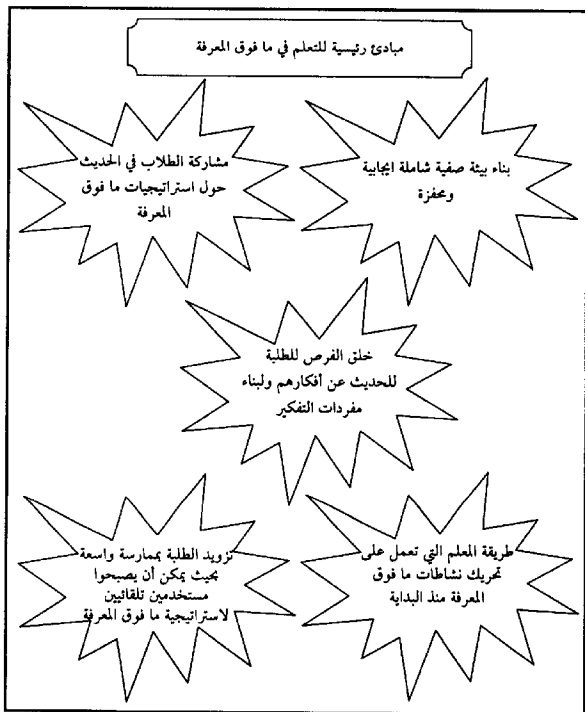 مبادئ رئيسية للتعلم في ما فوق المعرفة
بناء بيئة صفية شاملة ايجابية
ومحفزة
مشاركة الطلاب في الحديث
حول استراتيجيات ما فوق
المعرفة
خلق الفرص للطلبة
للحديث عن أفكارهم ولبناء
مفردات التفكير
طريقة المعلم التي تعمل على
تحريك نشاطات ما فوق
المعرفة منذ البداية
تزويد الطلبة بممارسة واسعة
بحيث يمكن أن يصبحوا
مستخدمين تلقائيين
لاستراتيجية ما فوق المعرفة